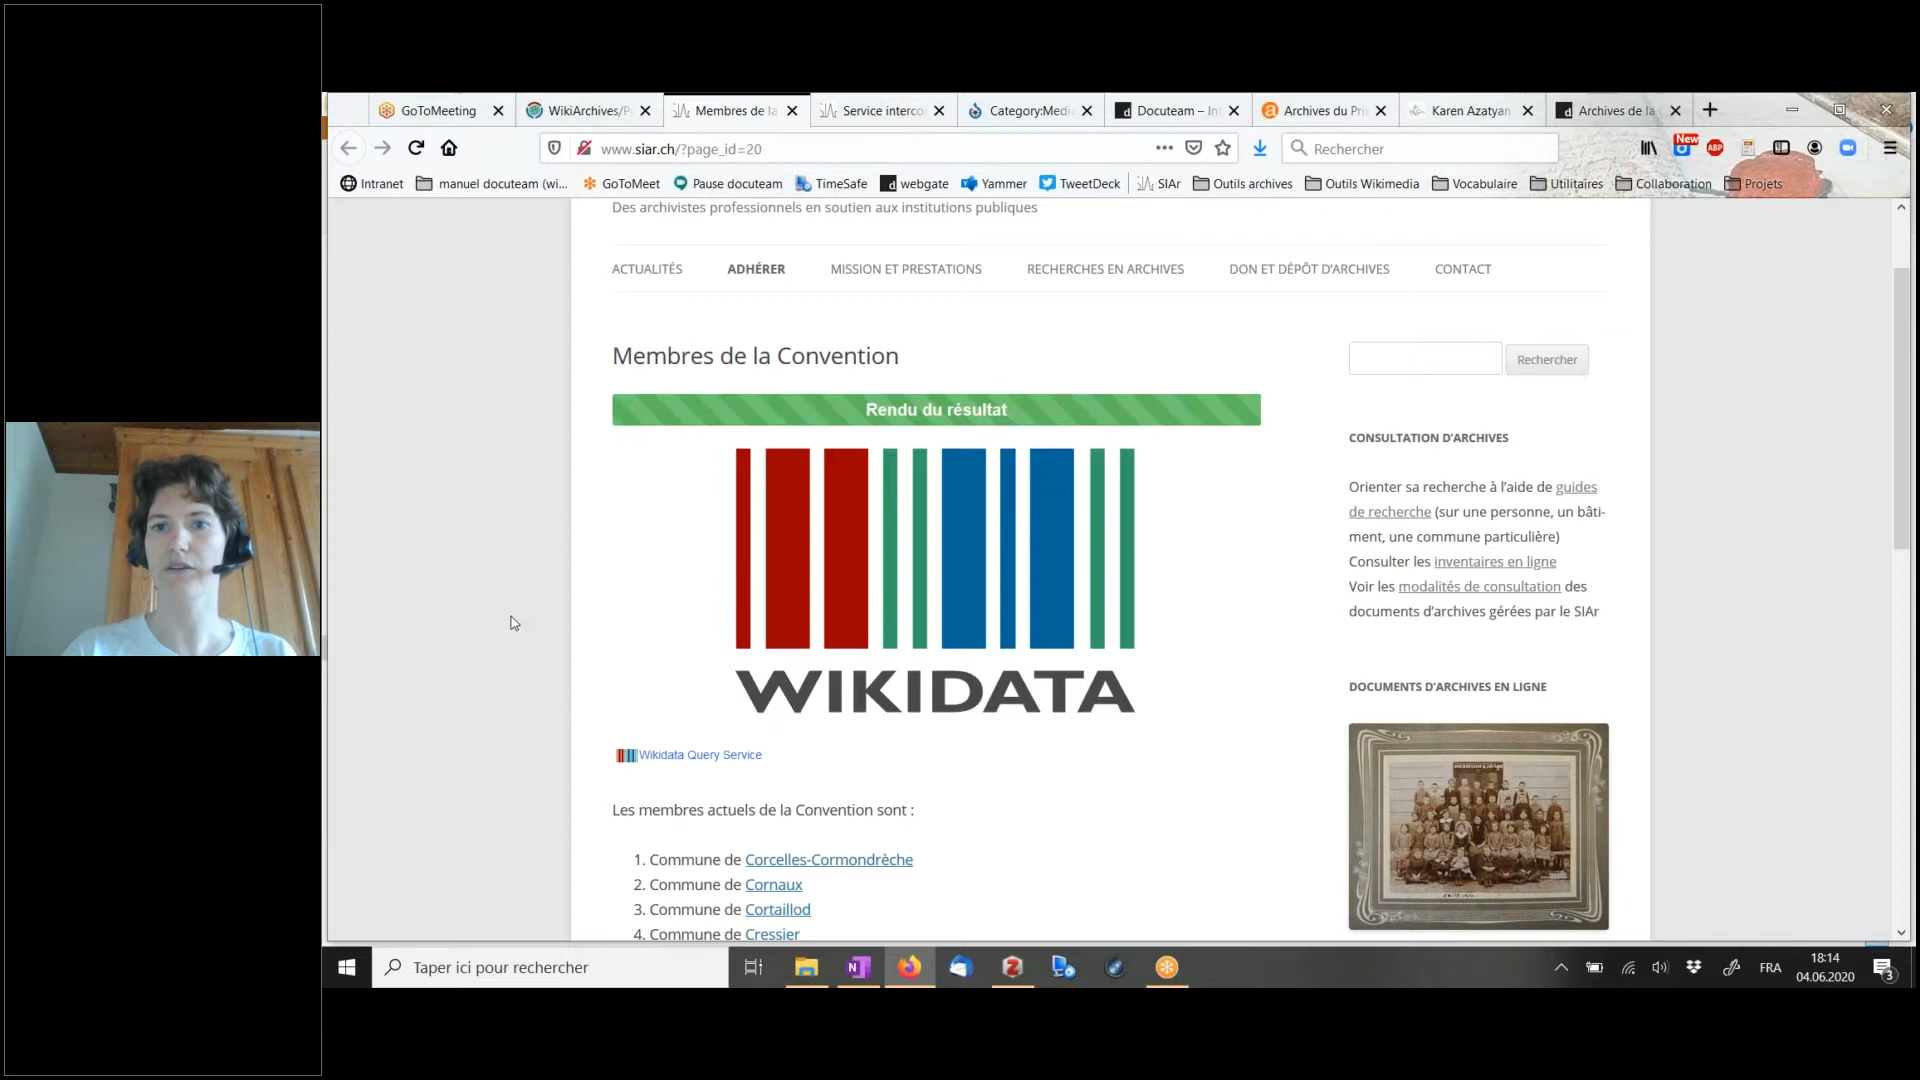 GoToMeeting
WikiArchives/P
Membres de la
Service interco
Category:Medi
Docuteam – In
Archives du Pri
Karen Azatyan
Archives de la
www.siar.ch/?page_id=20
Rechercher
New
ABP
Intranet
manuel docuteam (wi...
GoToMeet
Pause docuteam
TimeSafe
webgate
Yammer
TweetDeck
SIAr
Outils archives
Outils Wikimedia
Vocabulaire
Utilitaires
Collaboration
Projets
Des archivistes professionnels en soutien aux institutions publiques
ACTUALITÉS
ADHÉRER
MISSION ET PRESTATIONS
RECHERCHES EN ARCHIVES
DON ET DÉPÔT D'ARCHIVES
CONTACT
Membres de la Convention
Rendu du résultat
WIKIDATA
Wikidata Query Service
Les membres actuels de la Convention sont :
1. Commune de Corcelles-Cormondrèche
2. Commune de Cornaux
3. Commune de Cortaillod
4. Commune de Cressier
Rechercher
CONSULTATION D'ARCHIVES
Orienter sa recherche à l'aide de guides
de recherche (sur une personne, un bâti-
ment, une commune particulière)
Consulter les inventaires en ligne
Voir les modalités de consultation des
documents d'archives gérées par le SIAr
DOCUMENTS D'ARCHIVES EN LIGNE
Taper ici pour rechercher
FRA
18:14
04.06.2020
3